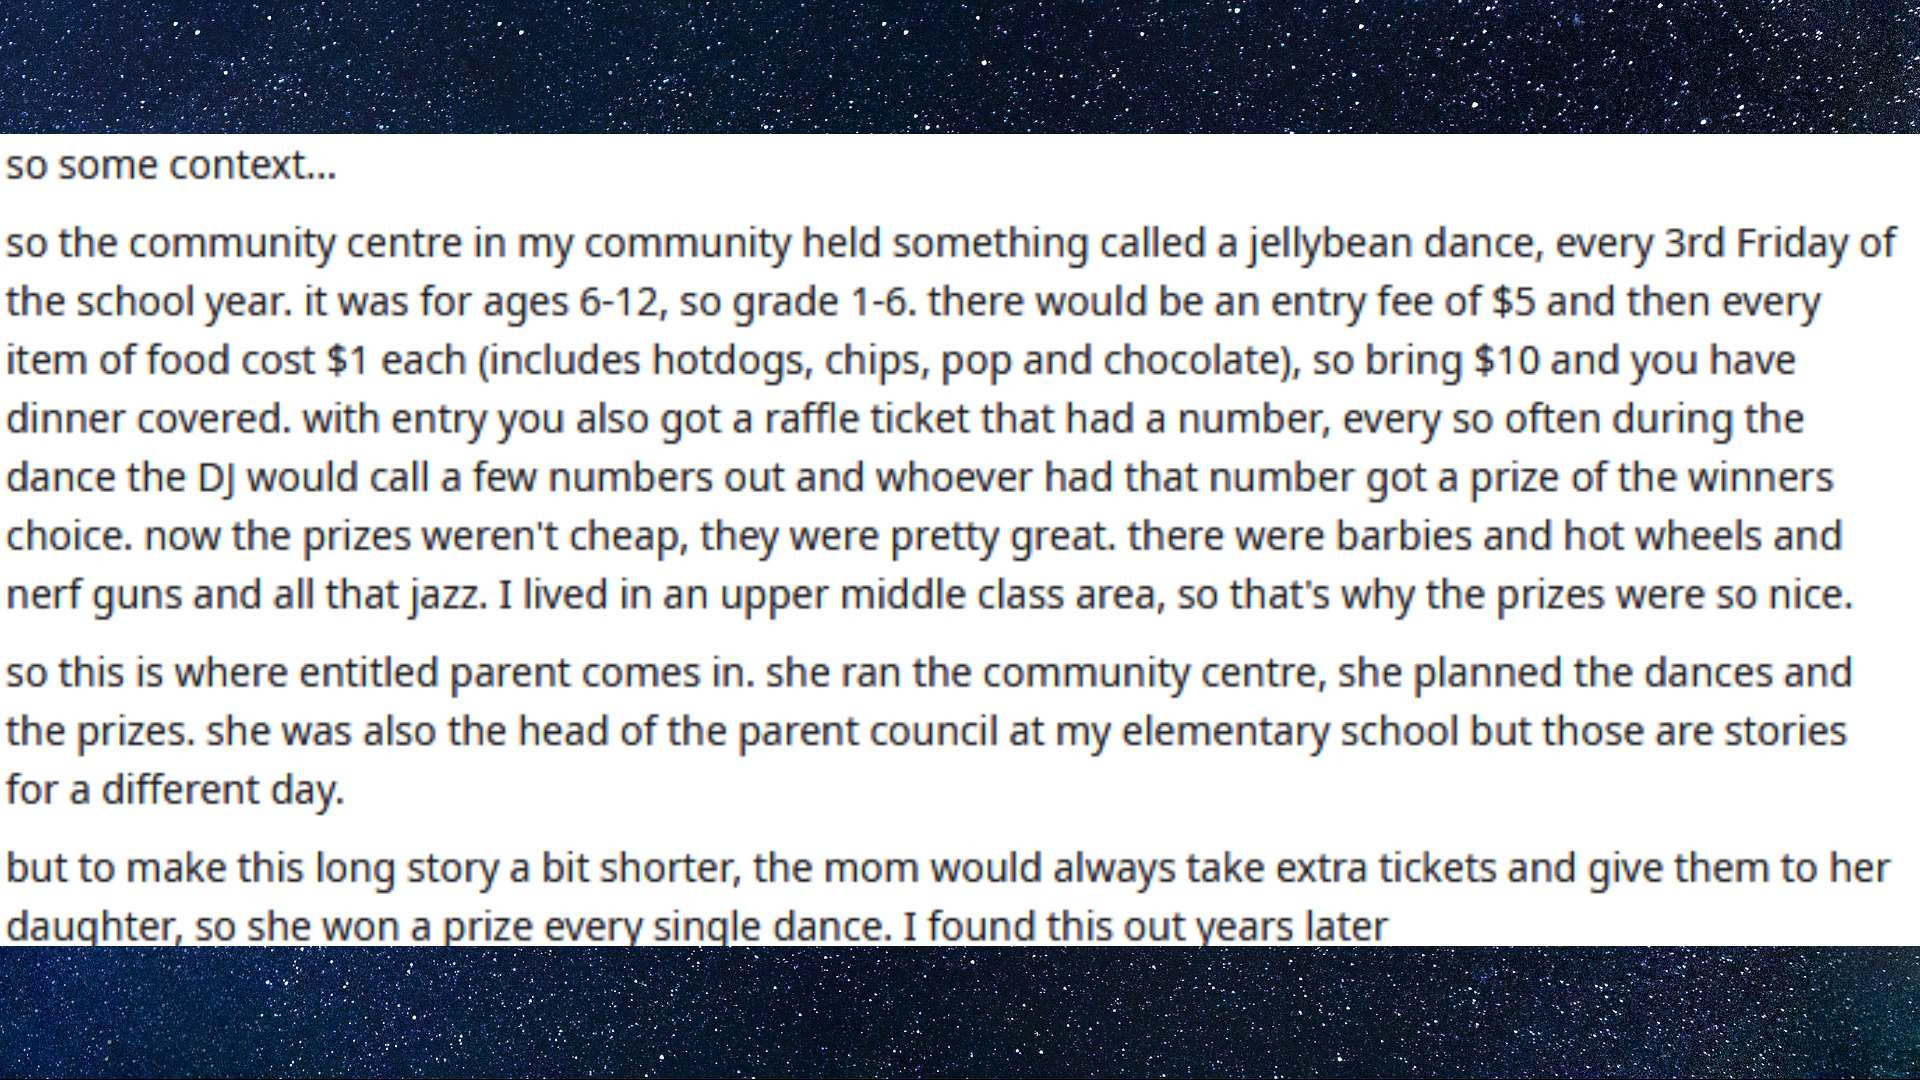 so some context...
so the community centre in my community held something called a jellybean dance, every 3rd Friday of
the school year. it was for ages 6-12, so grade 1-6. there would be an entry fee of $5 and then every
item of food cost $1 each (includes hotdogs, chips, pop and chocolate), so bring $10 and you have
dinner covered. with entry you also got a raffle ticket that had a number, every so often during the
dance the DJ would call a few numbers out and whoever had that number got a prize of the winners
choice. now the prizes weren't cheap, they were pretty great. there were barbies and hot wheels and
nerf guns and all that jazz. I lived in an upper middle class area, so that's why the prizes were so nice.
so this is where entitled parent comes in. she ran the community centre, she planned the dances and
the prizes. she was also the head of the parent council at my elementary school but those are stories
for a different day.
but to make this long story a bit shorter, the mom would always take extra tickets and give them to her
daughter, so she won a prize every single dance. I found this out years later